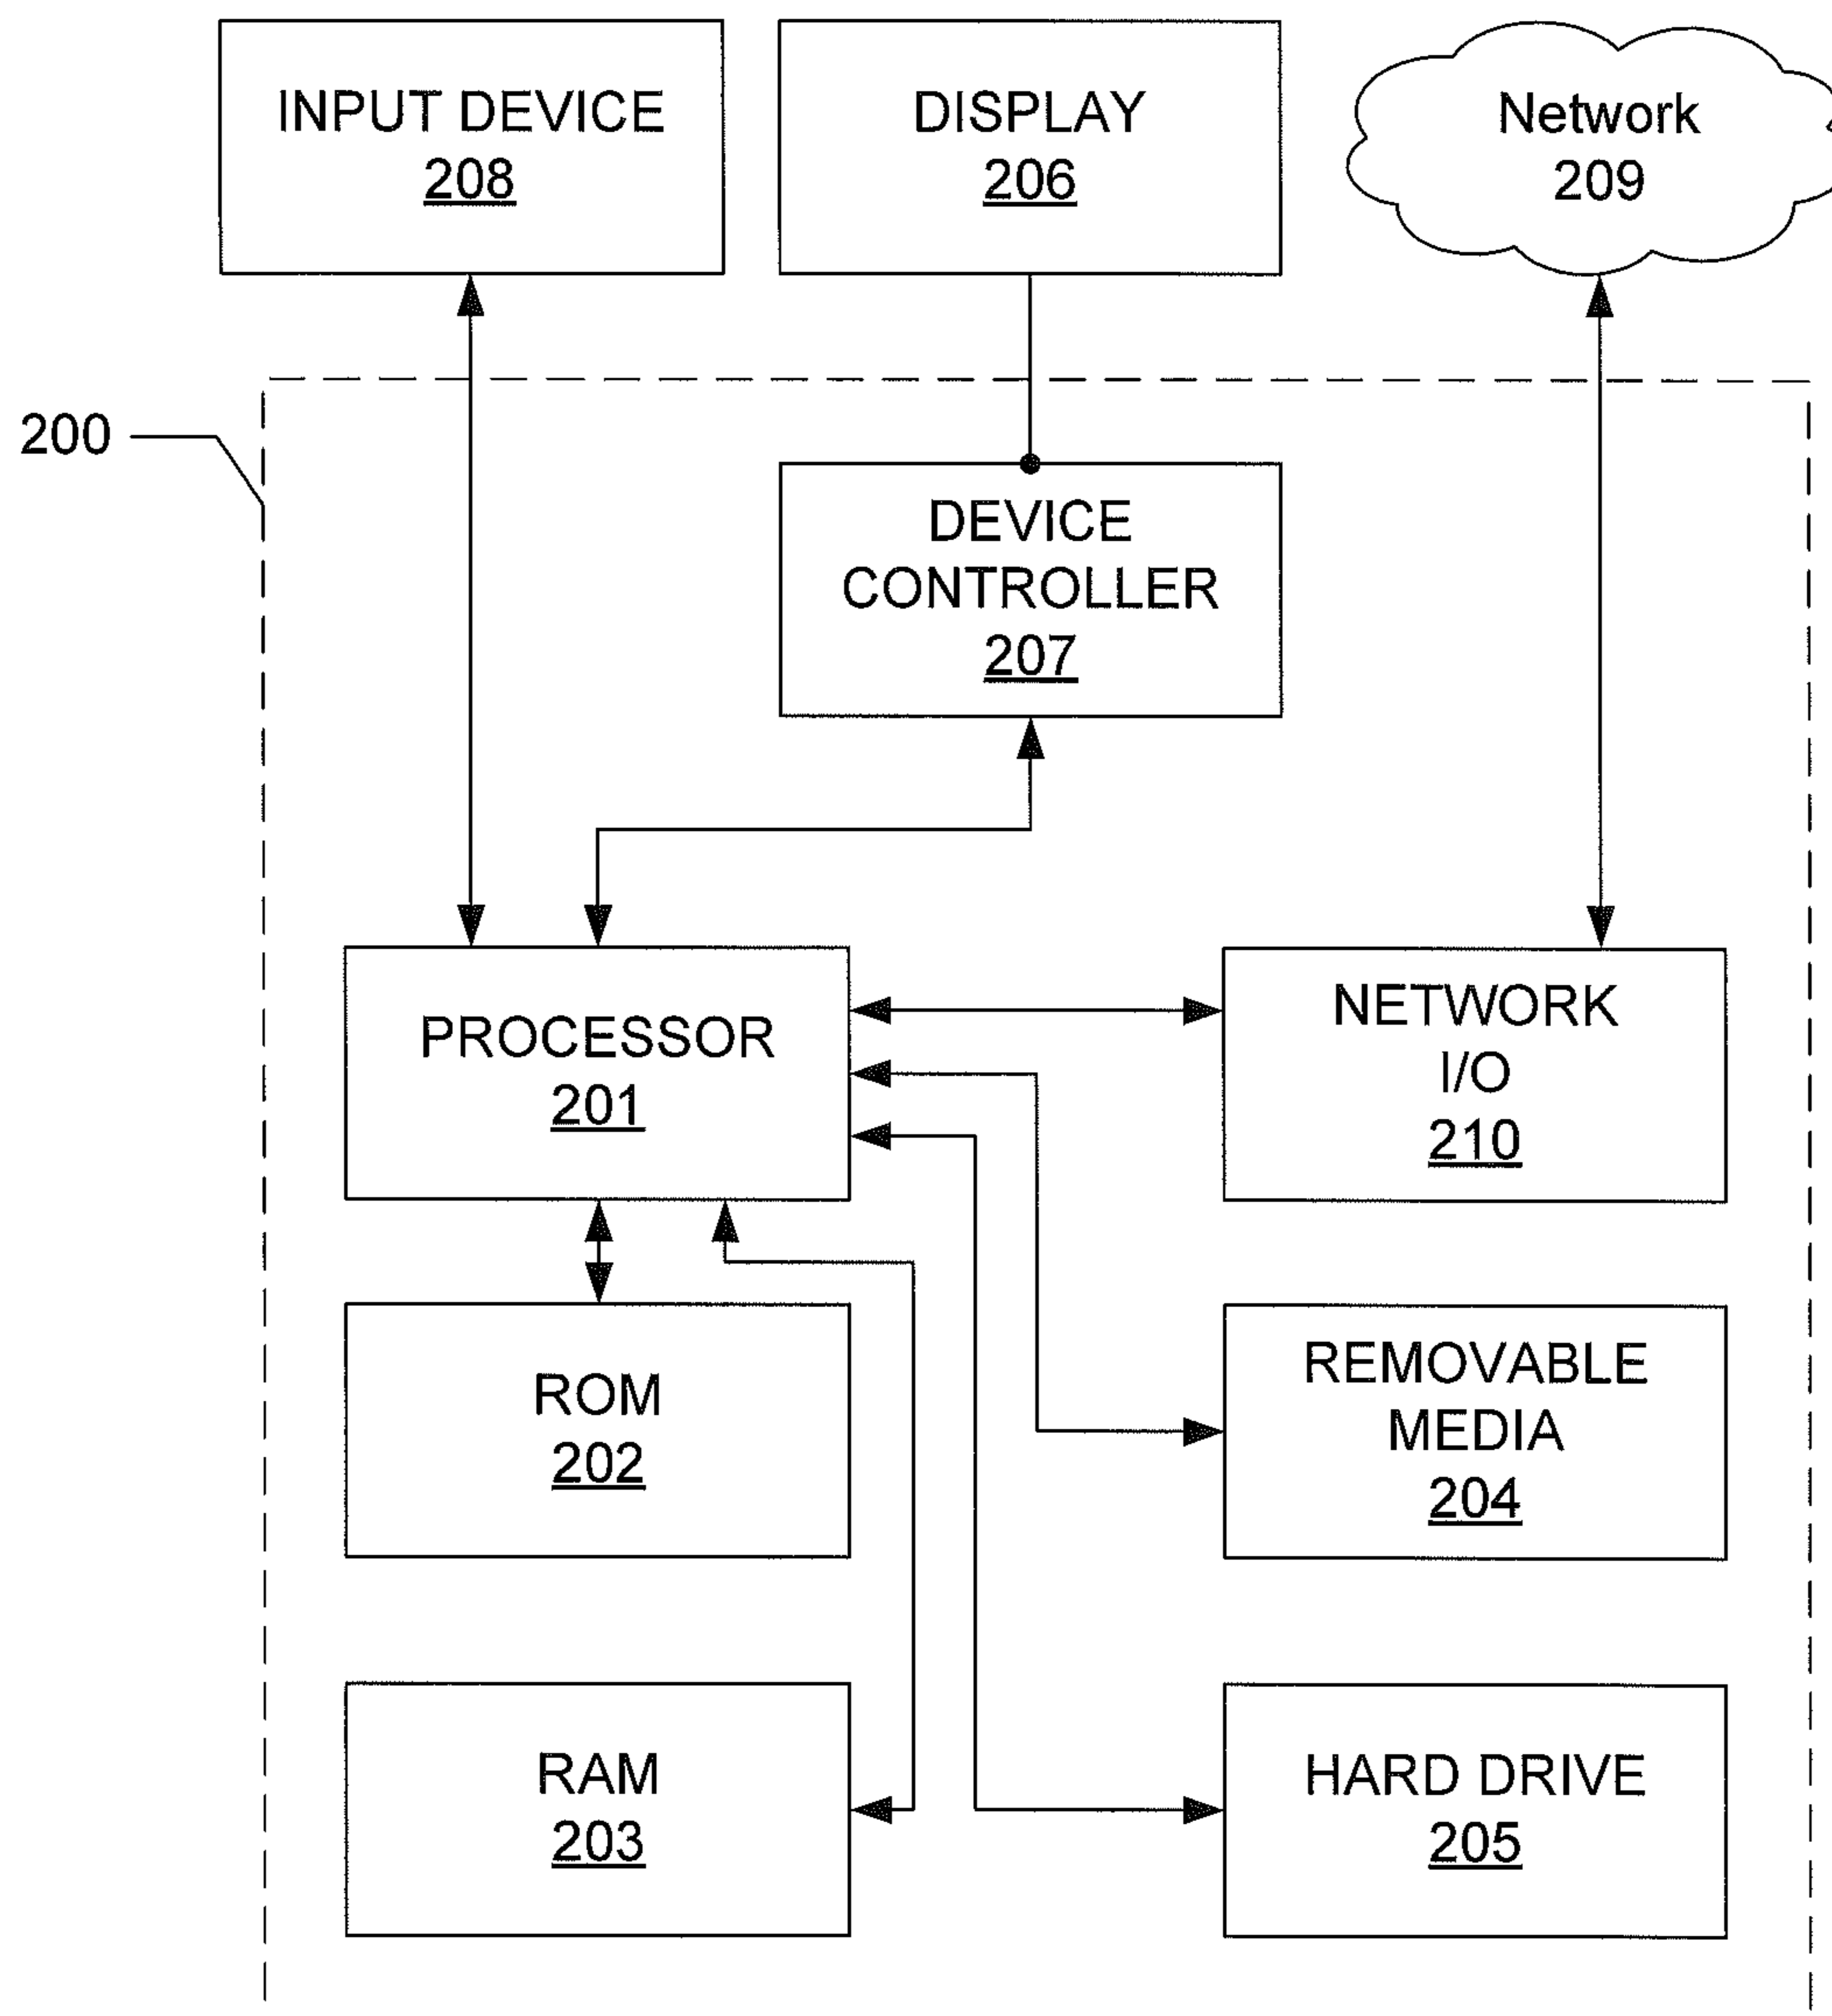 INPUT DEVICE
208
DISPLAY
206
Network
209
200
DEVICE
CONTROLLER
207
PROCESSOR
201
NETWORK
I/O
210
ROM
202
REMOVABLE
MEDIA
204
RAM
203
HARD DRIVE
205